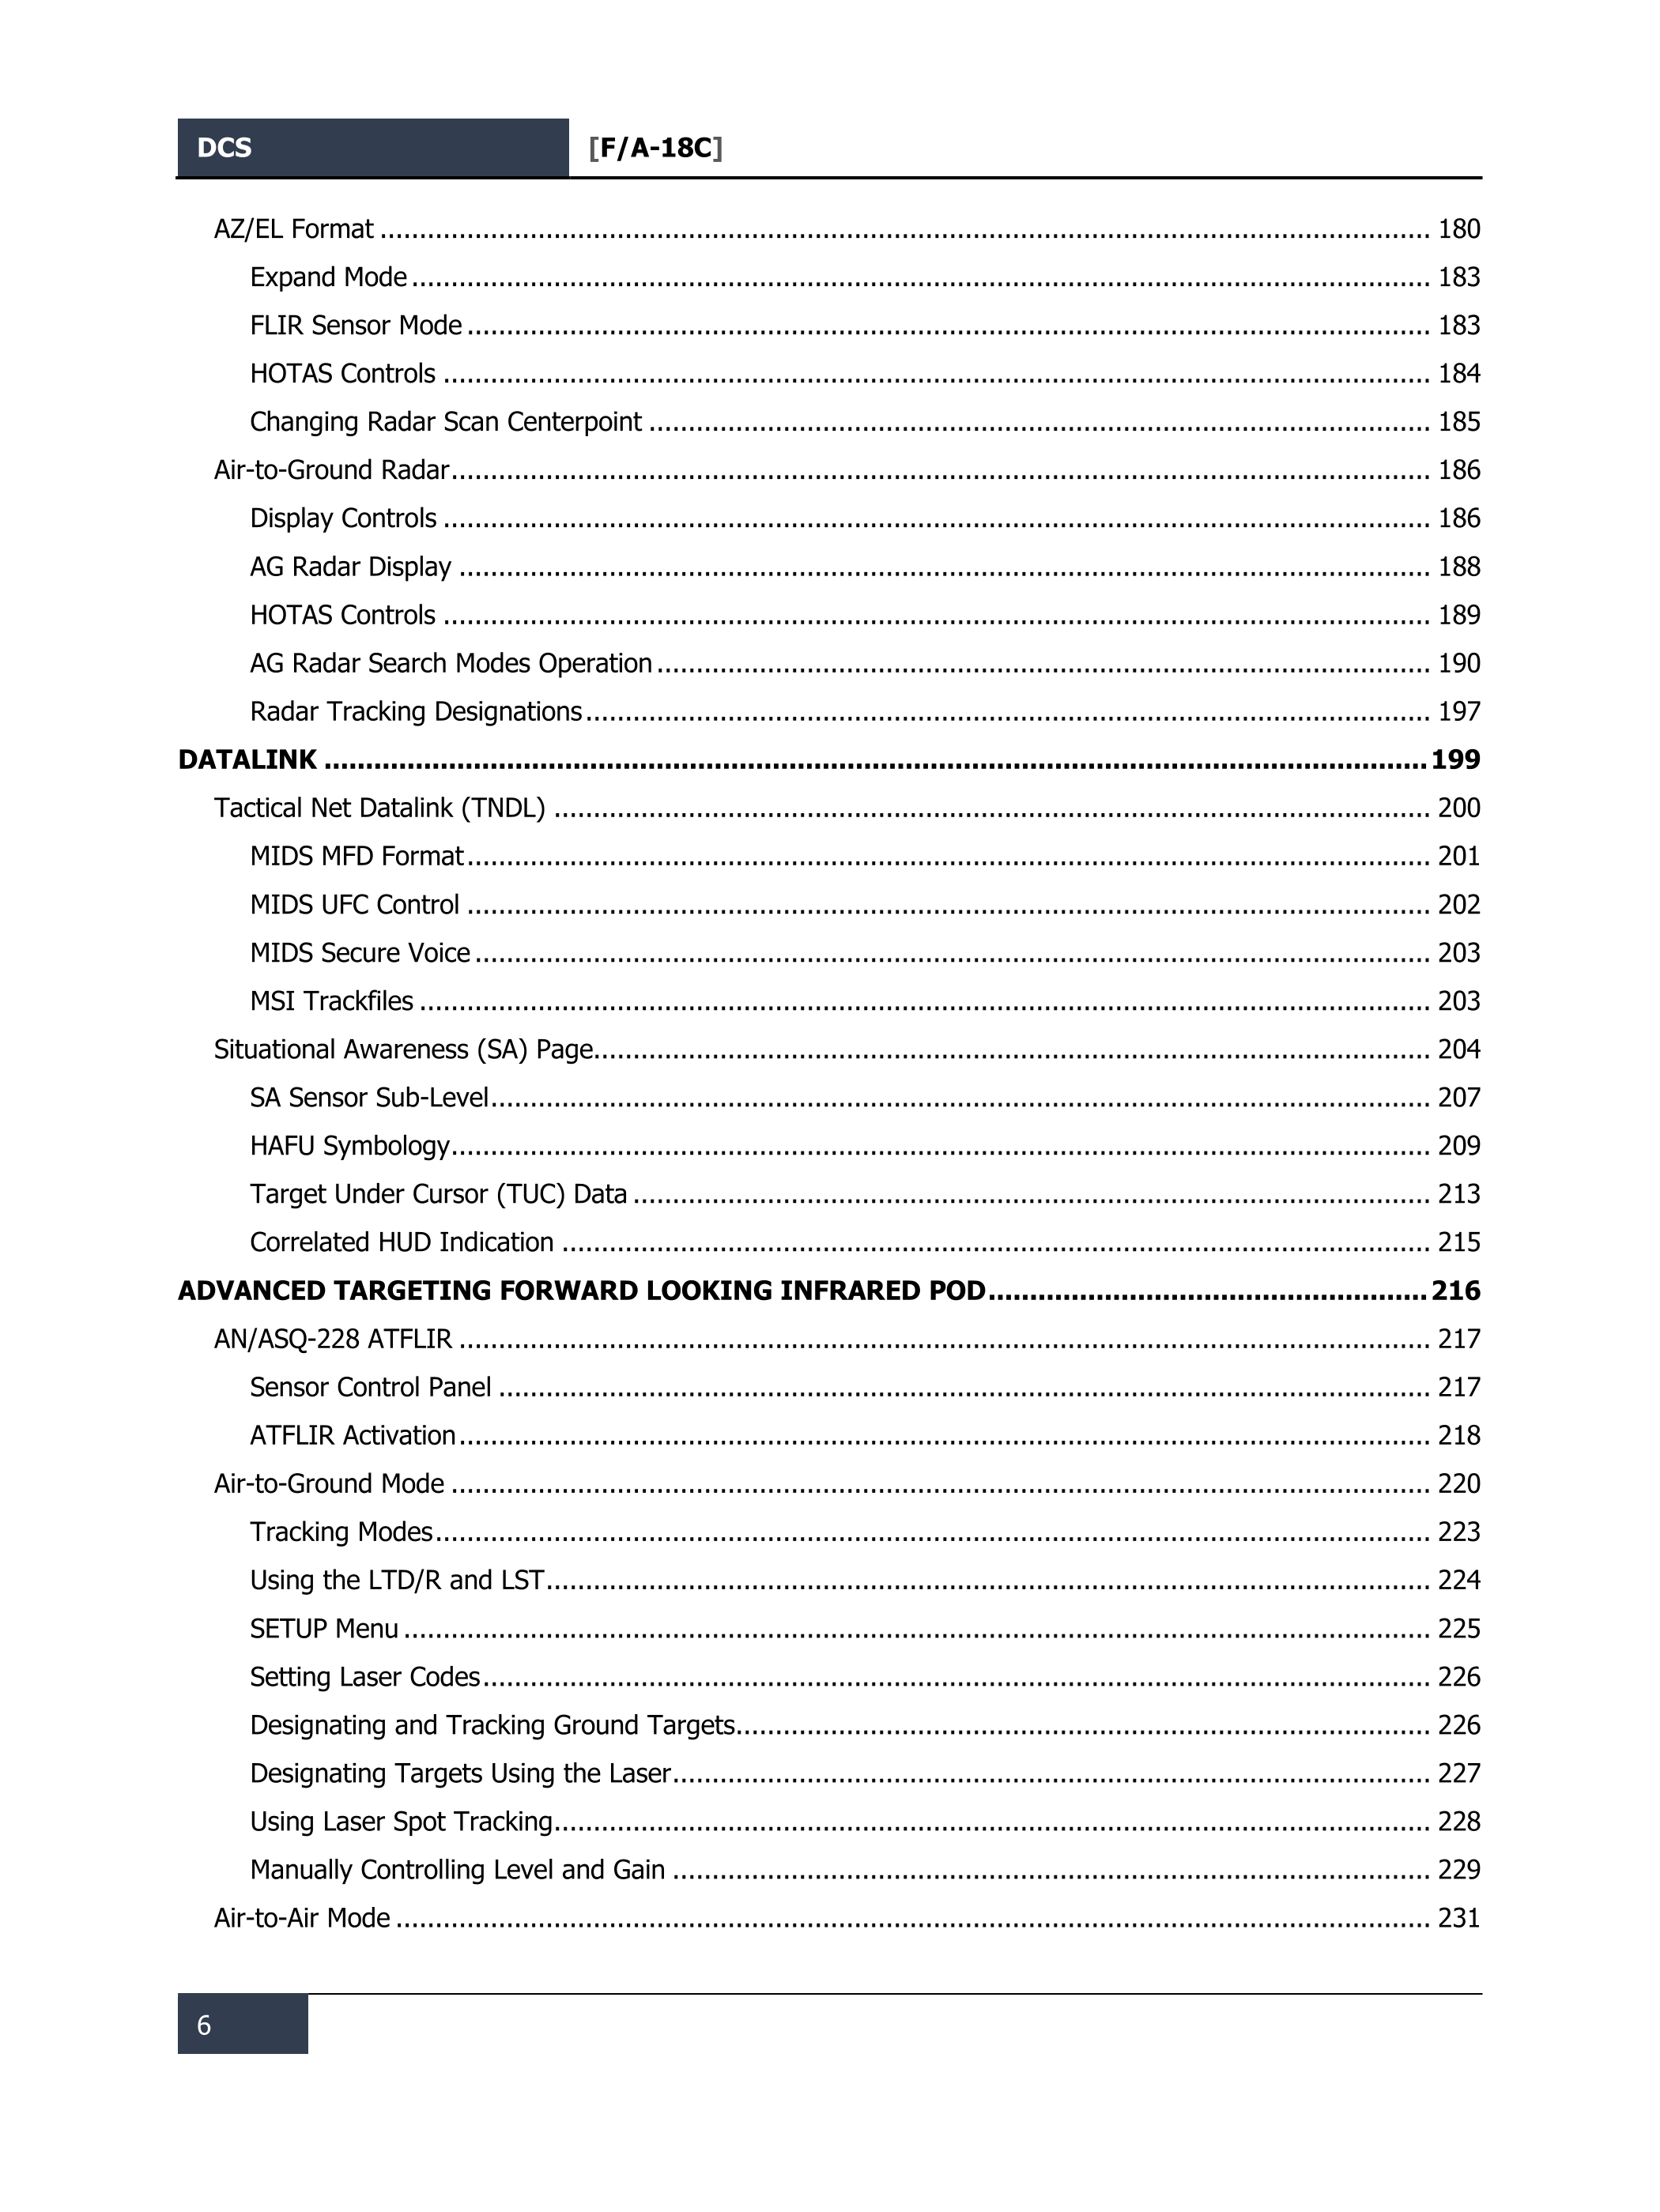 DCS [F/A-18C]
AZ/EL Format ........ 180
Expand Mode ........ 183
FLIR Sensor Mode ........ 183
HOTAS Controls ........ 184
Changing Radar Scan Centerpoint ........ 185
Air-to-Ground Radar ........ 186
Display Controls ........ 186
AG Radar Display ........ 188
HOTAS Controls ........ 189
AG Radar Search Modes Operation ........ 190
Radar Tracking Designations ........ 197
DATALINK ........ 199
Tactical Net Datalink (TNDL) ........ 200
MIDS MFD Format ........ 201
MIDS UFC Control ........ 202
MIDS Secure Voice ........ 203
MSI Trackfiles ........ 203
Situational Awareness (SA) Page ........ 204
SA Sensor Sub-Level ........ 207
HAFU Symbology ........ 209
Target Under Cursor (TUC) Data ........ 213
Correlated HUD Indication ........ 215
ADVANCED TARGETING FORWARD LOOKING INFRARED POD ........ 216
AN/ASQ-228 ATFLIR ........ 217
Sensor Control Panel ........ 217
ATFLIR Activation ........ 218
Air-to-Ground Mode ........ 220
Tracking Modes ........ 223
Using the LTD/R and LST ........ 224
SETUP Menu ........ 225
Setting Laser Codes ........ 226
Designating and Tracking Ground Targets ........ 226
Designating Targets Using the Laser ........ 227
Using Laser Spot Tracking ........ 228
Manually Controlling Level and Gain ........ 229
Air-to-Air Mode ........ 231
6